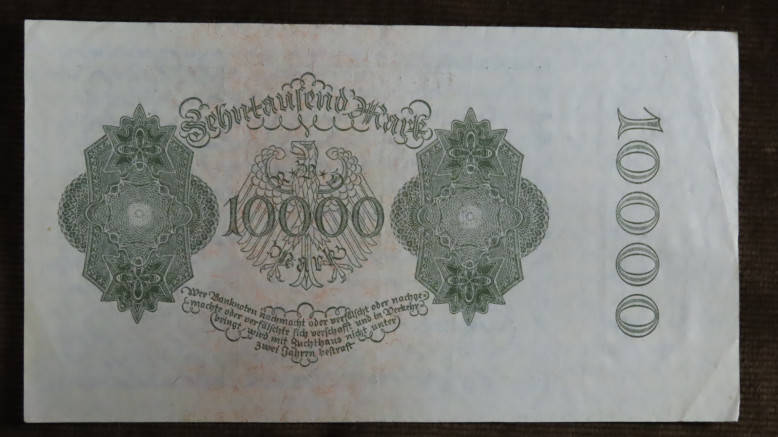 Zehntausend Mark
10000
Mark
Wer Banknoten nachmacht oder verfälscht oder nachge-
machte oder verfälschte sich verschafft und in Verkehr
bringt, wird mit Zuchthaus nicht unter
zwei Jahren bestraft
10000